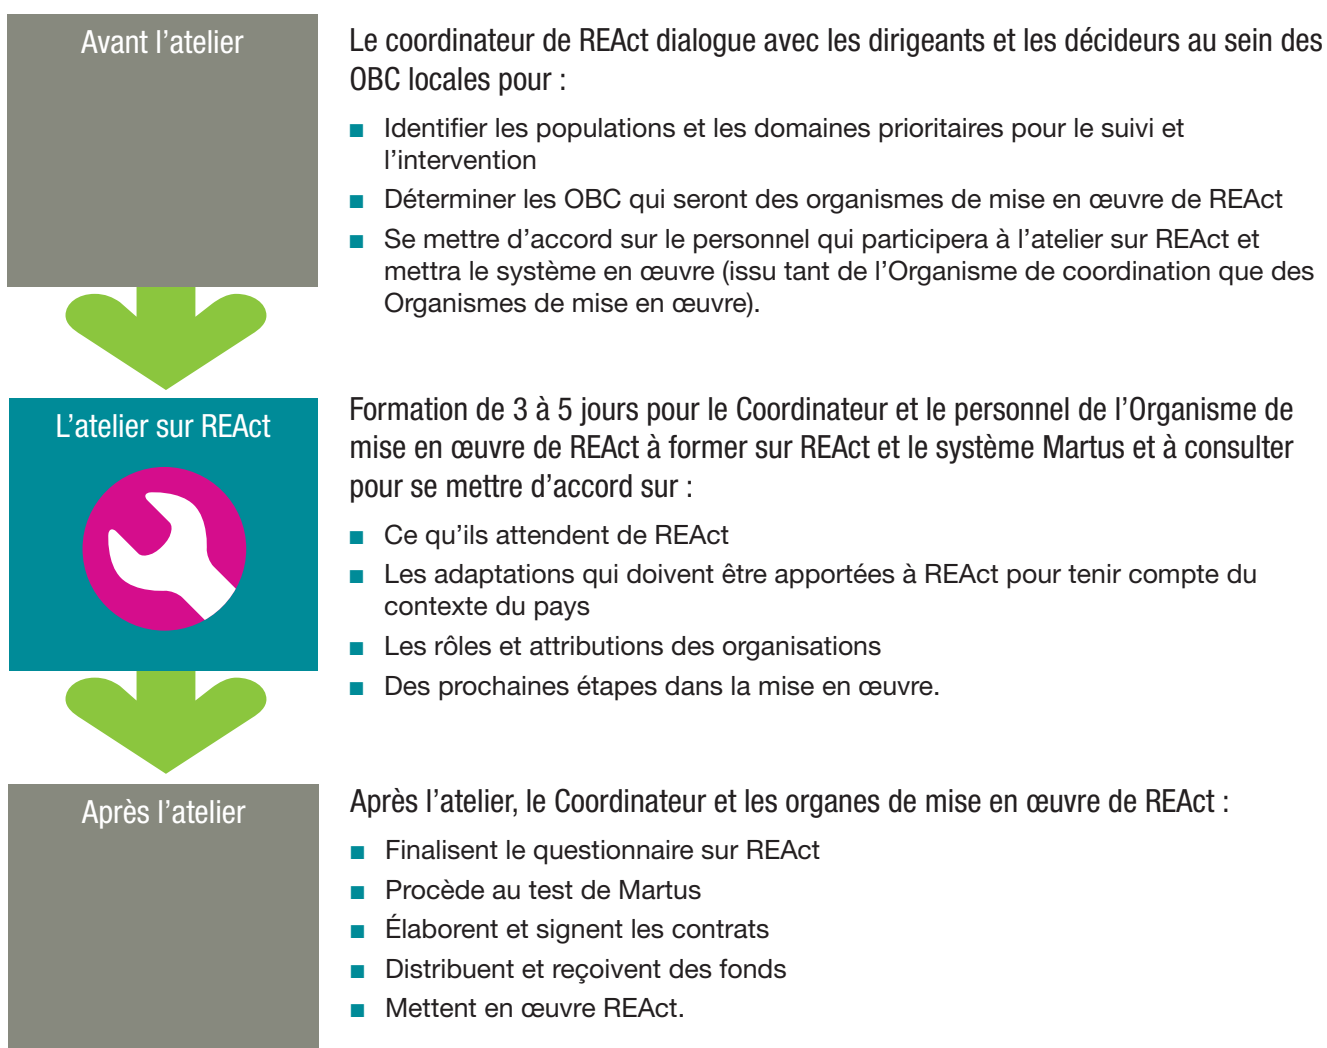 Avant l’atelier
Le coordinateur de REAct dialogue avec les dirigeants et les décideurs au sein des
OBC locales pour :
■ Identifier les populations et les domaines prioritaires pour le suivi et
l’intervention
■ Déterminer les OBC qui seront des organismes de mise en œuvre de REAct
■ Se mettre d’accord sur le personnel qui participera à l’atelier sur REAct et
mettra le système en œuvre (issu tant de l’Organisme de coordination que des
Organismes de mise en œuvre).
L’atelier sur REAct
Formation de 3 à 5 jours pour le Coordinateur et le personnel de l’Organisme de
mise en œuvre de REAct à former sur REAct et le système Martus et à consulter
pour se mettre d’accord sur :
■ Ce qu’ils attendent de REAct
■ Les adaptations qui doivent être apportées à REAct pour tenir compte du
contexte du pays
■ Les rôles et attributions des organisations
■ Des prochaines étapes dans la mise en œuvre.
Après l’atelier
Après l’atelier, le Coordinateur et les organes de mise en œuvre de REAct :
■ Finalisent le questionnaire sur REAct
■ Procède au test de Martus
■ Élaborent et signent les contrats
■ Distribuent et reçoivent des fonds
■ Mettent en œuvre REAct.